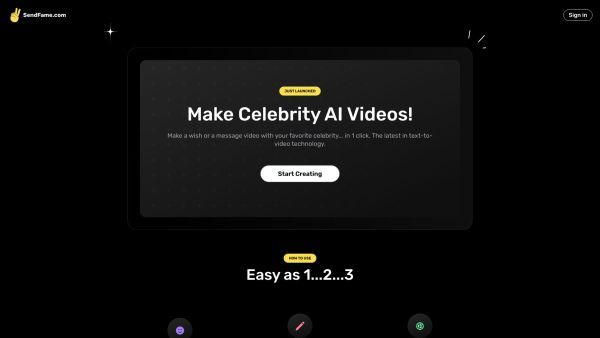 SendFame.com
Sign in
JUST LAUNCHED
Make Celebrity AI Videos!
Make a wish or a message video with your favorite celebrity... in 1 click. The latest in text-to-
video technology.
Start Creating
HOW TO USE
Easy as 1...2...3